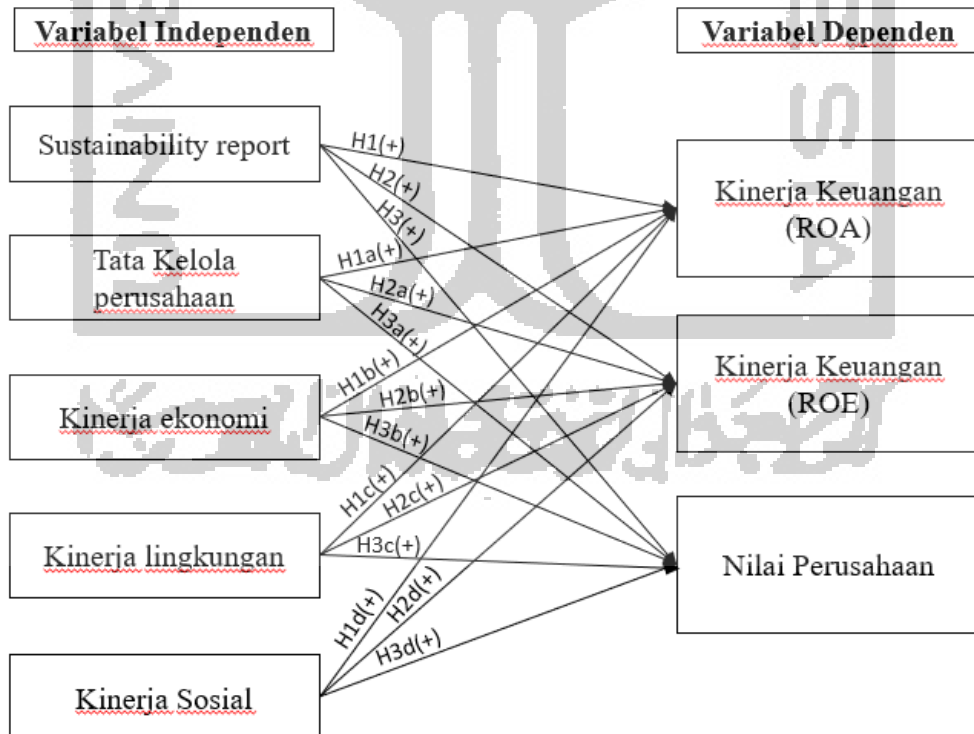 Variabel Independen
Variabel Dependen
Sustainability report
Tata Kelola
perusahaan
Kinerja ekonomi
Kinerja lingkungan
Kinerja Sosial
H1(+)
H2(+)
H3(+)
H1a(+)
H2a(+)
H3a(+)
H1b(+)
H2b(+)
H3b(+)
H1c(+)
H2c(+)
H3c(+)
H1d(+)
H2d(+)
H3d(+)
Kinerja Keuangan
(ROA)
Kinerja Keuangan
(ROE)
Nilai Perusahaan